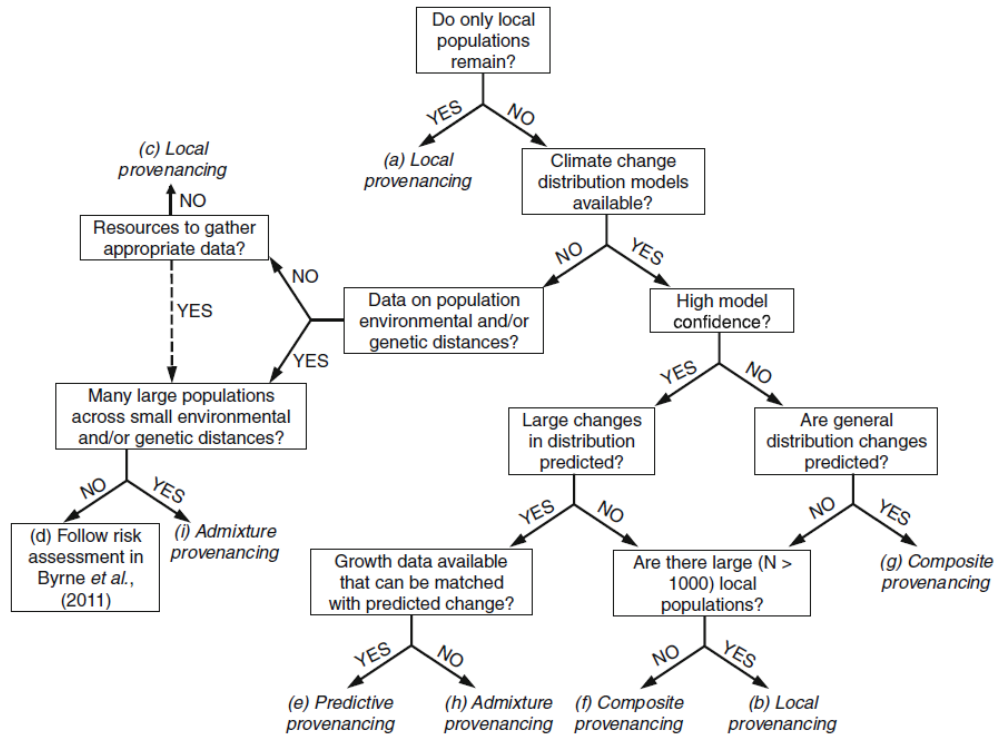 Do only local
populations
remain?
YES
NO
(a) Local
provenancing
Climate change
distribution models
available?
(c) Local
provenancing
NO
Resources to gather
appropriate data?
NO
YES
NO
Data on population
environmental and/or
genetic distances?
High model
confidence?
YES
YES
YES
NO
Many large populations
across small environmental
and/or genetic distances?
Large changes
in distribution
predicted?
Are general
distribution changes
predicted?
NO
YES
YES
NO
NO
YES
(d) Follow risk
assessment in
Byrne et al.,
(2011)
(i) Admixture
provenancing
Growth data available
that can be matched
with predicted change?
Are there large (N >
1000) local
populations?
(g) Composite
provenancing
YES
NO
NO
YES
(e) Predictive
provenancing
(h) Admixture
provenancing
(f) Composite
provenancing
(b) Local
provenancing